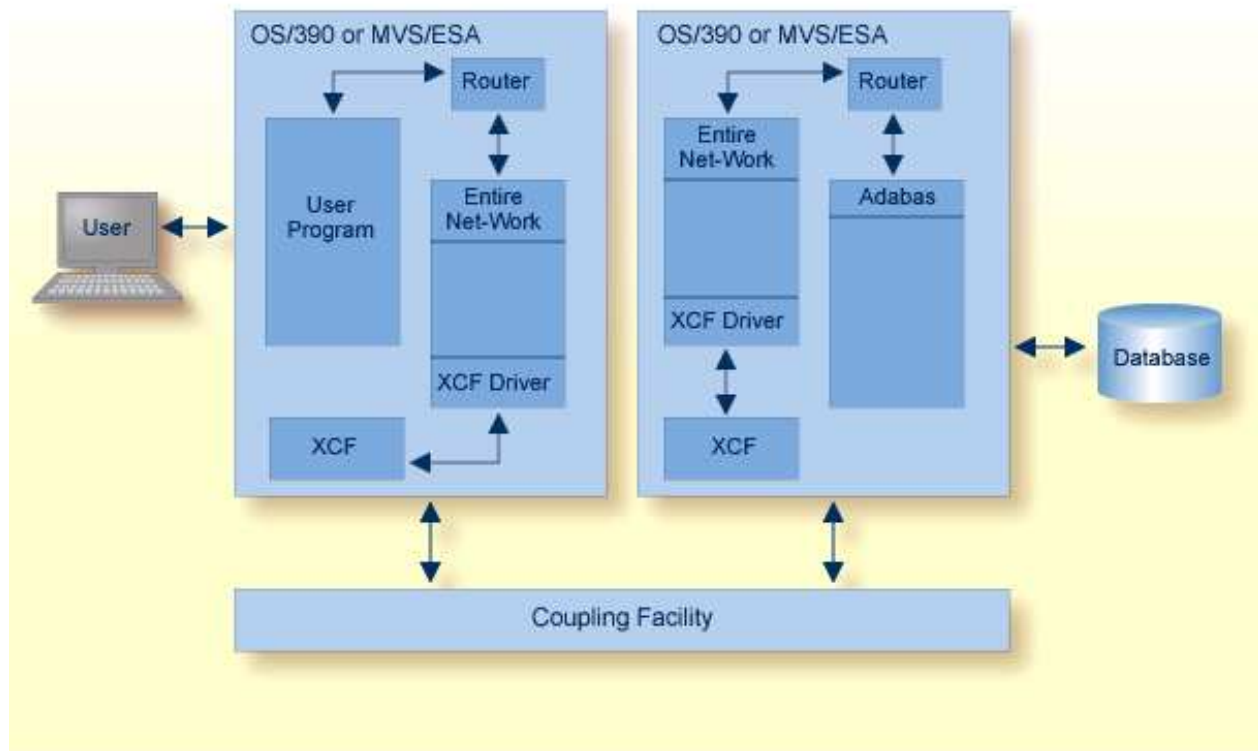 OS/390 or MVS/ESA
Router
User
Program
Entire
Net-Work
XCF Driver
XCF
User
OS/390 or MVS/ESA
Router
Entire
Net-Work
XCF Driver
XCF
Adabas
Database
Coupling Facility